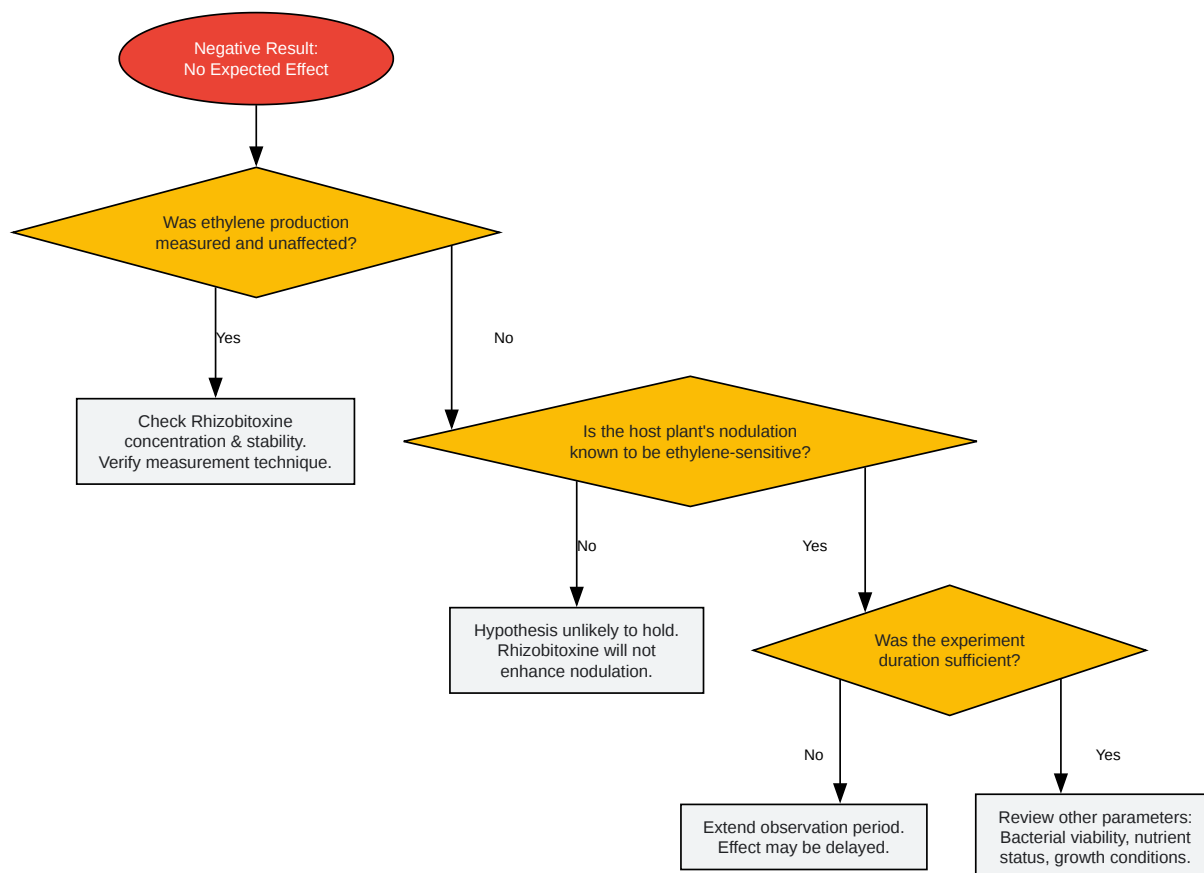 Negative Result:
No Expected Effect
Was ethylene production
measured and unaffected?
Yes
No
Check Rhizobitoxine
concentration & stability.
Verify measurement technique.
Is the host plant's nodulation
known to be ethylene-sensitive?
No
Yes
Hypothesis unlikely to hold.
Rhizobitoxine will not
enhance nodulation.
Was the experiment
duration sufficient?
No
Yes
Extend observation period.
Effect may be delayed.
Review other parameters:
Bacterial viability, nutrient
status, growth conditions.